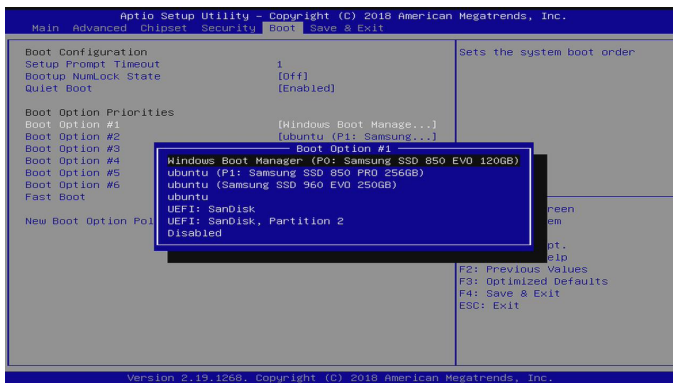 Aptio Setup Utility – Copyright (C) 2018 American Megatrends, Inc.
Main Advanced Chipset Security Boot Save & Exit
Boot Configuration
Setup Prompt Timeout 1
Bootup NumLock State [Off]
Quiet Boot [Enabled]
Boot Option Priorities
Boot Option #1 [Windows Boot Manage...]
Boot Option #2 [ubuntu (P1: Samsung...]
Boot Option #3
Boot Option #4
Boot Option #5
Boot Option #6
Fast Boot
New Boot Option Pol
Boot Option #1
Windows Boot Manager (P0: Samsung SSD 850 EVO 120GB)
ubuntu (P1: Samsung SSD 850 PRO 256GB)
ubuntu (Samsung SSD 960 EVO 250GB)
ubuntu
UEFI: SanDisk
UEFI: SanDisk, Partition 2
Disabled
Sets the system boot order
reen
em
pt.
elp
F2: Previous Values
F3: Optimized Defaults
F4: Save & Exit
ESC: Exit
Version 2.19.1268. Copyright (C) 2018 American Megatrends, Inc.